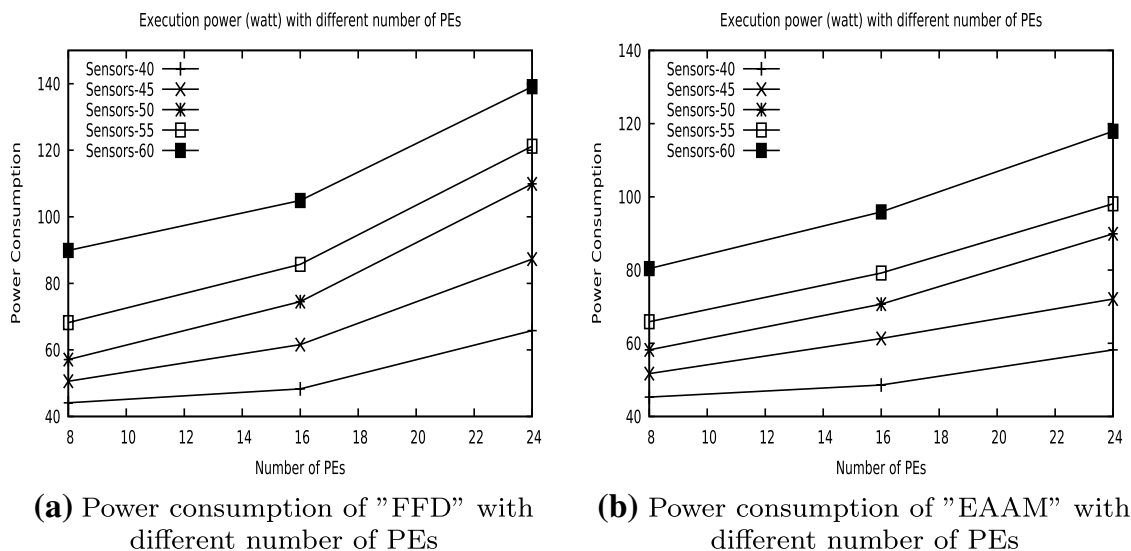 Execution power (watt) with different number of PEs
Power Consumption
140
120
100
80
60
40
Sensors-40
Sensors-45
Sensors-50
Sensors-55
Sensors-60
8 10 12 14 16 18 20 22 24
Number of PEs
(a) Power consumption of ”FFD” with
different number of PEs
Execution power (watt) with different number of PEs
Power Consumption
140
120
100
80
60
40
Sensors-40
Sensors-45
Sensors-50
Sensors-55
Sensors-60
8 10 12 14 16 18 20 22 24
Number of PEs
(b) Power consumption of ”EAAM” with
different number of PEs